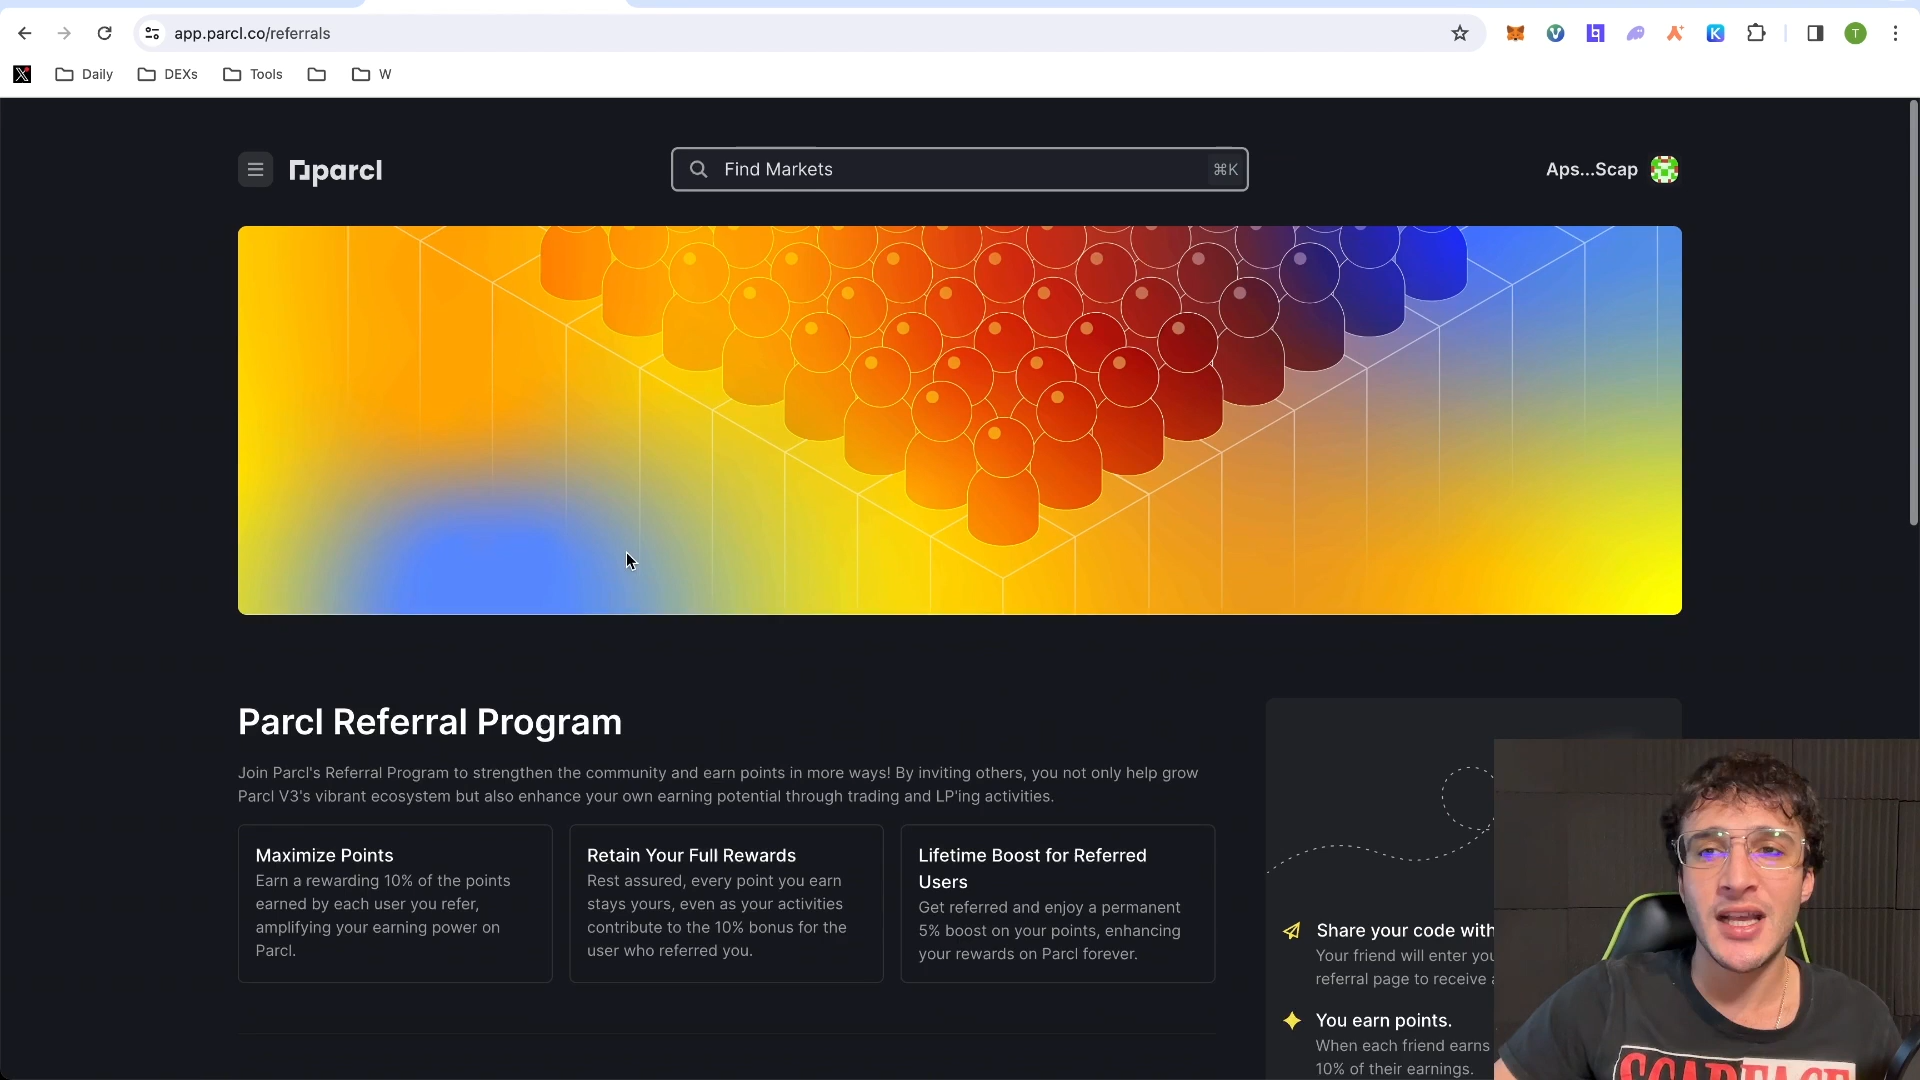 app.parcl.co/referrals
T
Daily
DEXs
Tools
W
parcl
Find Markets
⌘K
Aps...Scap
Parcl Referral Program
Join Parcl's Referral Program to strengthen the community and earn points in more ways! By inviting others, you not only help grow
Parcl V3's vibrant ecosystem but also enhance your own earning potential through trading and LP'ing activities.
Maximize Points
Earn a rewarding 10% of the points
earned by each user you refer,
amplifying your earning power on
Parcl.
Retain Your Full Rewards
Rest assured, every point you earn
stays yours, even as your activities
contribute to the 10% bonus for the
user who referred you.
Lifetime Boost for Referred
Users
Get referred and enjoy a permanent
5% boost on your points, enhancing
your rewards on Parcl forever.
Share your code with
Your friend will enter
referral page to receive
You earn points.
When each friend earns
10% of their earnings.
SCARFACE